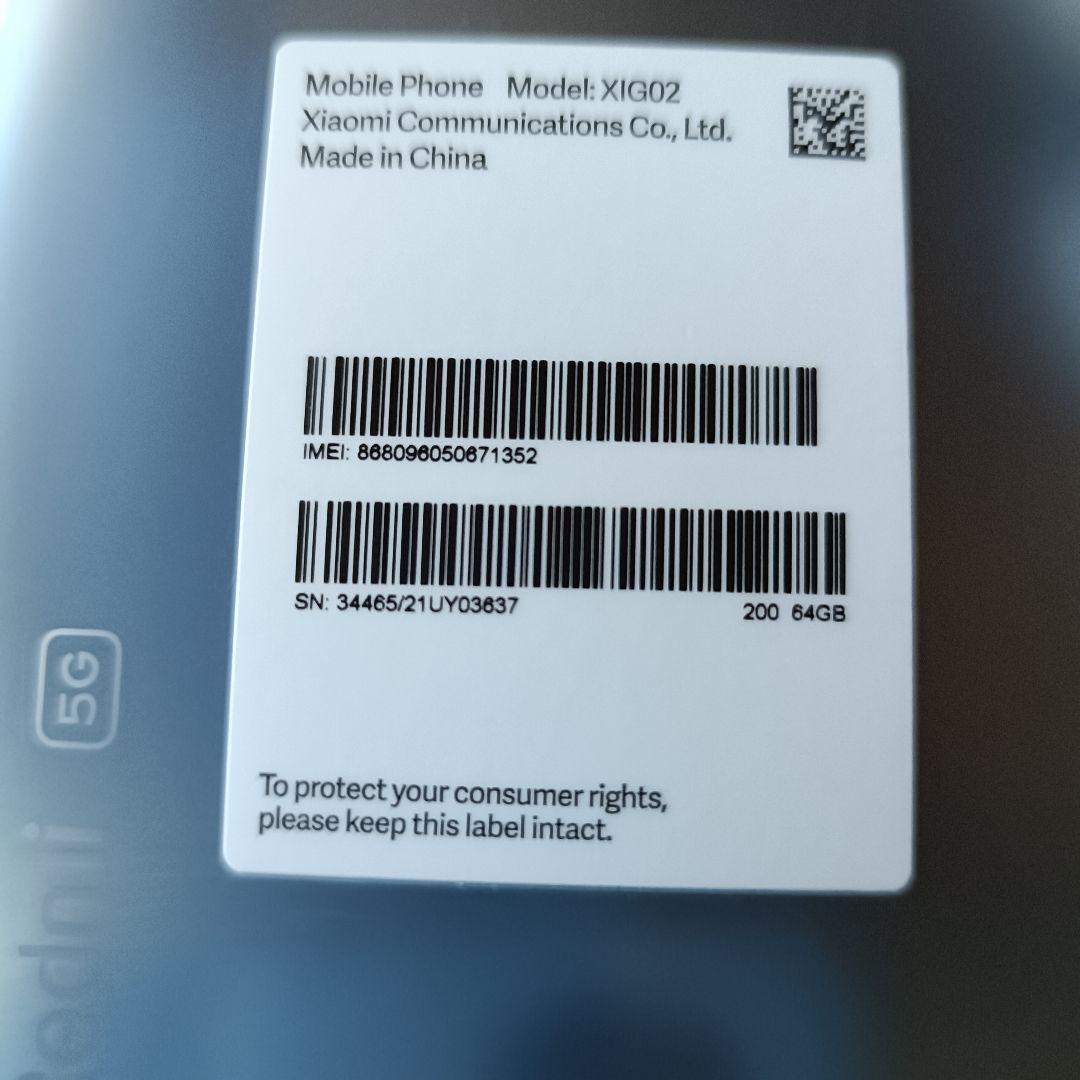 Mobile Phone Model: XIG02
Xiaomi Communications Co., Ltd.
Made in China
IMEI: 868096050671352
SN: 34465/21UY03637
200 64GB
To protect your consumer rights,
please keep this label intact.
5G
Redmi